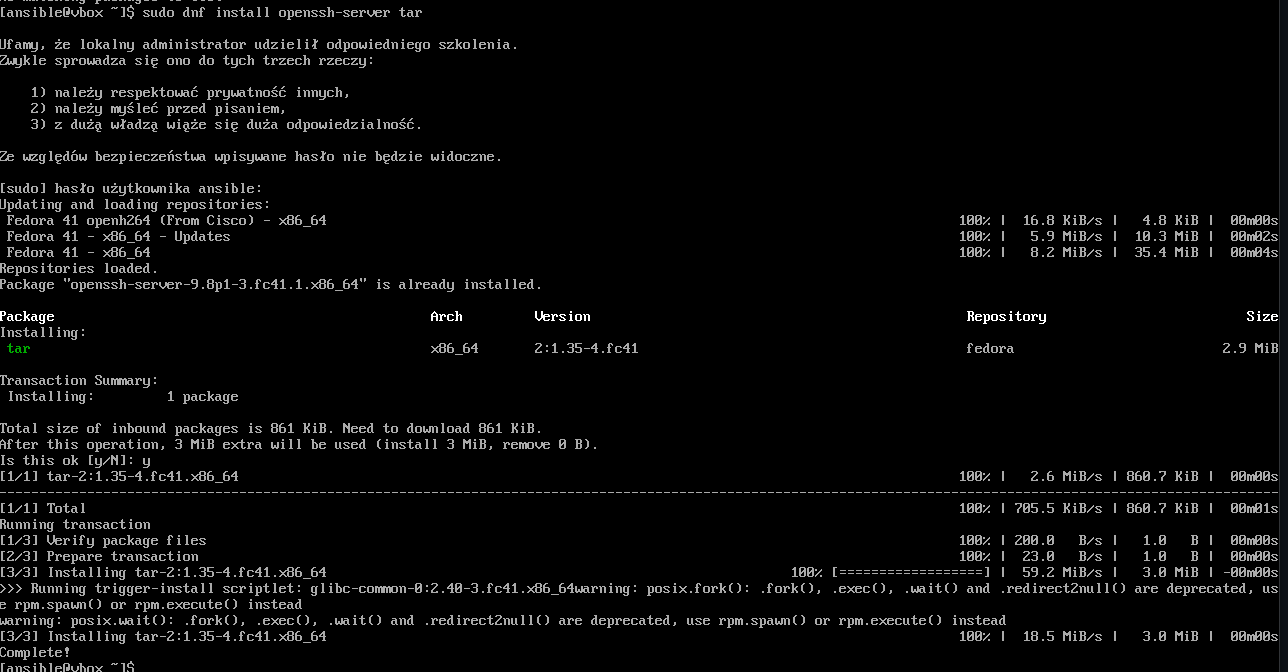 [ansible@vbox ~]$ sudo dnf install openssh-server tar
Ufamy, że lokalny administrator udzielił odpowiedniego szkolenia.
Zwykle sprowadza się ono do tych trzech rzeczy:
1) należy respektować prywatność innych,
2) należy myśleć przed pisaniem,
3) z dużą władzą wiąże się duża odpowiedzialność.
Ze względów bezpieczeństwa wpisywane hasło nie będzie widoczne.
[sudo] hasło użytkownika ansible:
Updating and loading repositories:
Fedora 41 openh264 (From Cisco) - x86_64 100% | 16.8 KiB/s | 4.8 KiB | 00m00s
Fedora 41 - x86_64 - Updates 100% | 5.9 MiB/s | 10.3 MiB | 00m02s
Fedora 41 - x86_64 100% | 8.2 MiB/s | 35.4 MiB | 00m04s
Repositories loaded.
Package "openssh-server-9.8p1-3.fc41.1.x86_64" is already installed.
Package Arch Version Repository Size
Installing:
tar x86_64 2:1.35-4.fc41 fedora 2.9 MiB
Transaction Summary:
Installing: 1 package
Total size of inbound packages is 861 KiB. Need to download 861 KiB.
After this operation, 3 MiB extra will be used (install 3 MiB, remove 0 B).
Is this ok [y/N]: y
[1/1] tar-2:1.35-4.fc41.x86_64 100% | 2.6 MiB/s | 860.7 KiB | 00m00s
[1/1] Total 100% | 705.5 KiB/s | 860.7 KiB | 00m01s
Running transaction
[1/3] Verify package files 100% | 200.0 B/s | 1.0 B | 00m00s
[2/3] Prepare transaction 100% | 23.0 B/s | 1.0 B | 00m00s
[3/3] Installing tar-2:1.35-4.fc41.x86_64 100% [==================] | 59.2 MiB/s | 3.0 MiB | -00m00s
>>> Running trigger-install scriptlet: glibc-common-0:2.40-3.fc41.x86_64warning: posix.fork(): .fork(), .exec(), .wait() and .redirect2null() are deprecated, us
e rpm.spawn() or rpm.execute() instead
warning: posix.wait(): .fork(), .exec(), .wait() and .redirect2null() are deprecated, use rpm.spawn() or rpm.execute() instead
[3/3] Installing tar-2:1.35-4.fc41.x86_64 100% | 18.5 MiB/s | 3.0 MiB | 00m00s
Complete!
[ansible@vbox ~]$